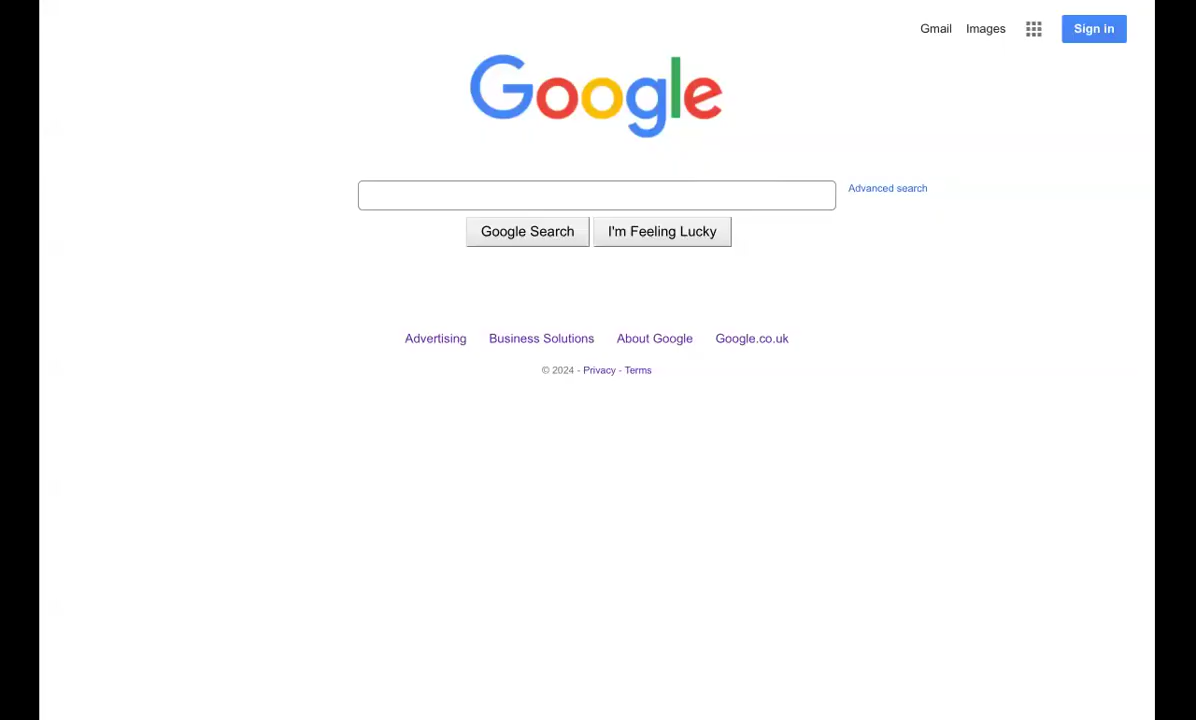 Gmail Images Sign in
Google
Advanced search
Google Search I'm Feeling Lucky
Advertising Business Solutions About Google Google.co.uk
© 2024 - Privacy - Terms